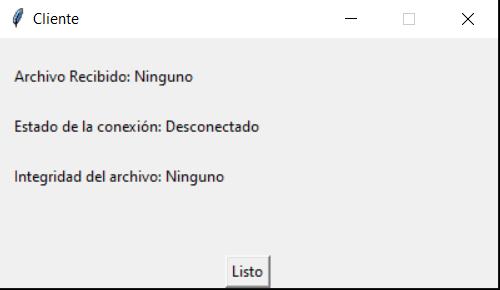 Cliente
Archivo Recibido: Ninguno
Estado de la conexión: Desconectado
Integridad del archivo: Ninguno
Listo